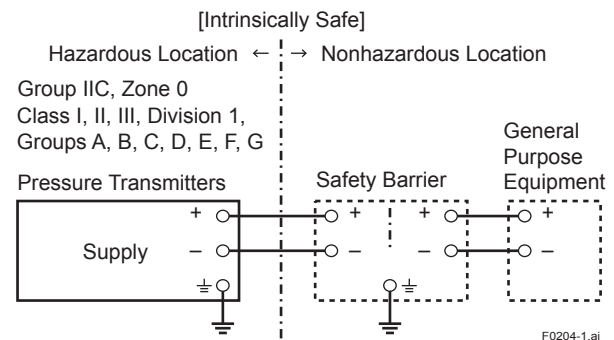 [Intrinsically Safe]
Hazardous Location ← → Nonhazardous Location
Group IIC, Zone 0
Class I, II, III, Division 1,
Groups A, B, C, D, E, F, G
General
Purpose
Equipment
Pressure Transmitters
Safety Barrier
+ + + +
Supply
– – – –
F0204-1.ai